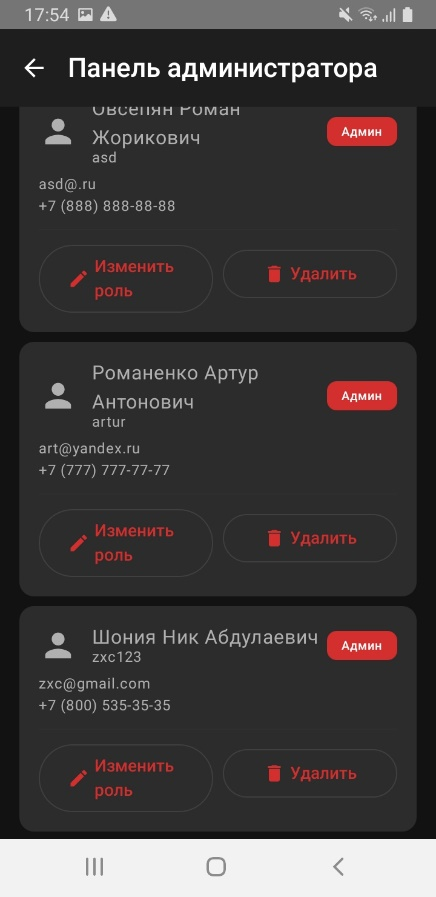 17:54
Панель администратора
Овсепян Роман
Жорикович
Админ
asd
asd@.ru
+7 (888) 888-88-88
Изменить
роль
Удалить
Романенко Артур
Антонович
Админ
artur
art@yandex.ru
+7 (777) 777-77-77
Изменить
роль
Удалить
Шония Ник Абдулаевич
Админ
zxc123
zxc@gmail.com
+7 (800) 535-35-35
Изменить
роль
Удалить